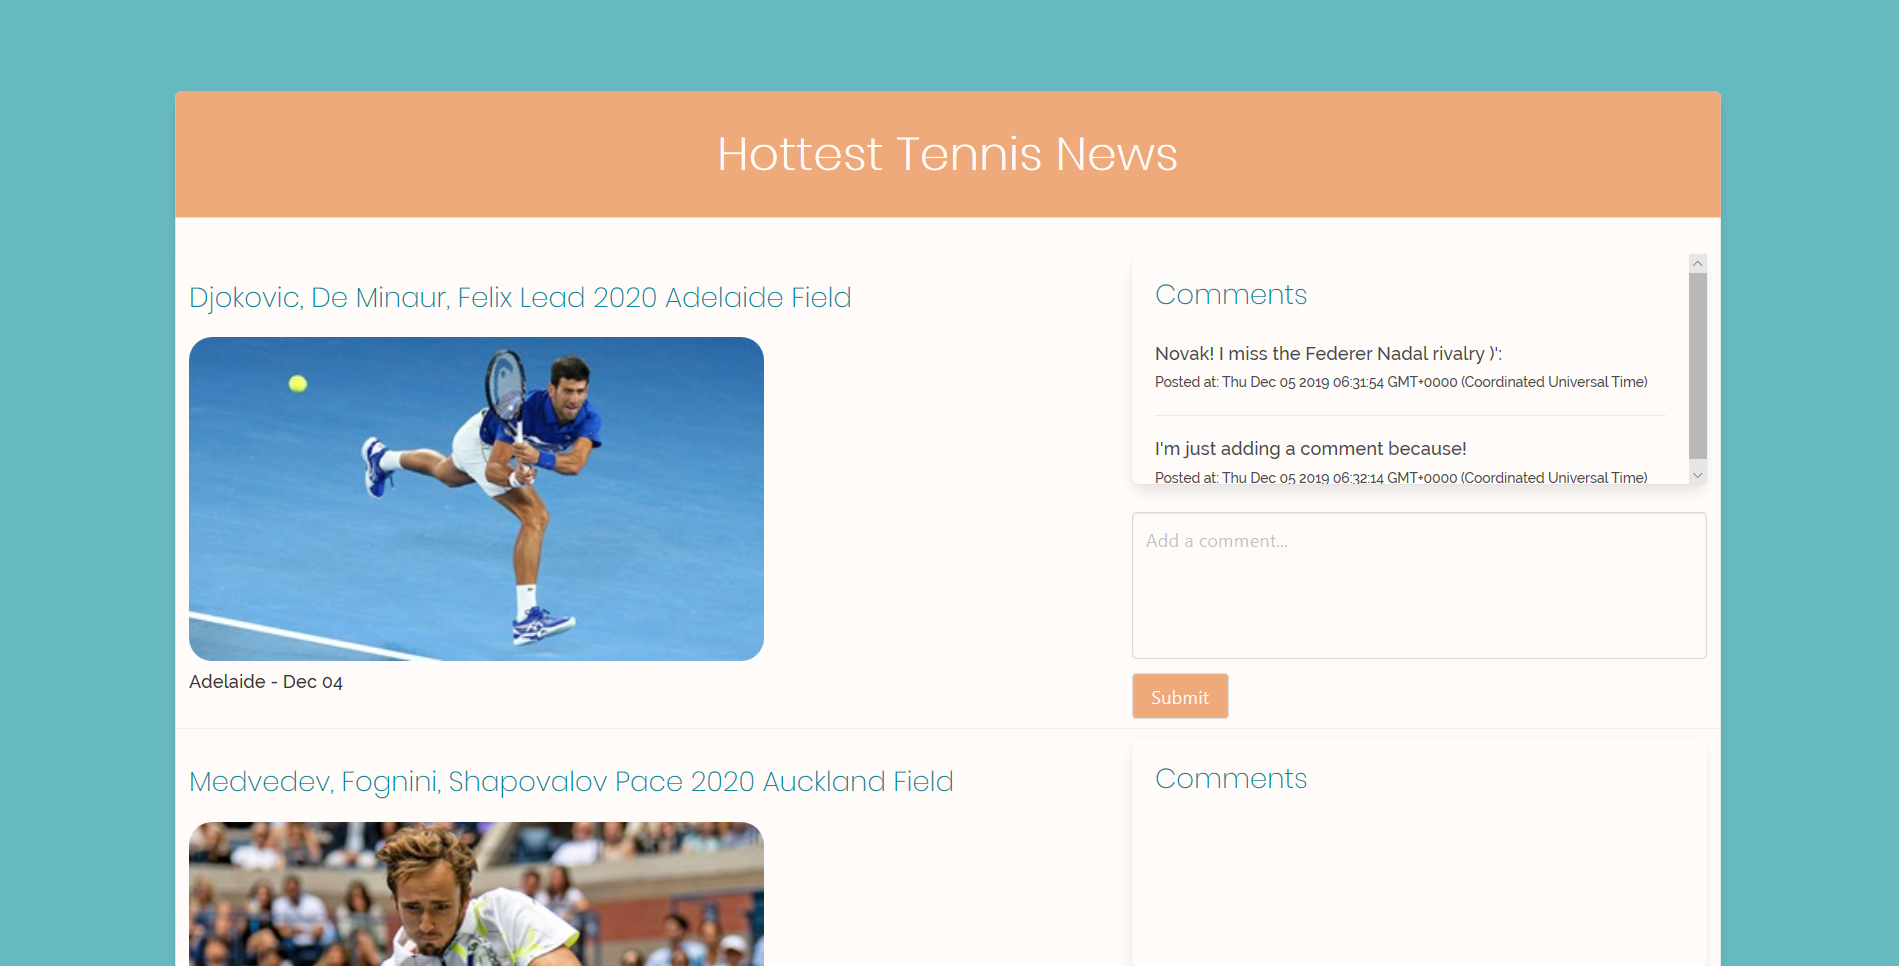 Hottest Tennis News
Djokovic, De Minaur, Felix Lead 2020 Adelaide Field
Adelaide - Dec 04
Comments
Novak! I miss the Federer Nadal rivalry )':
Posted at: Thu Dec 05 2019 06:31:54 GMT+0000 (Coordinated Universal Time)
I'm just adding a comment because!
Posted at: Thu Dec 05 2019 06:32:14 GMT+0000 (Coordinated Universal Time)
Add a comment...
Submit
Medvedev, Fognini, Shapovalov Pace 2020 Auckland Field
Comments